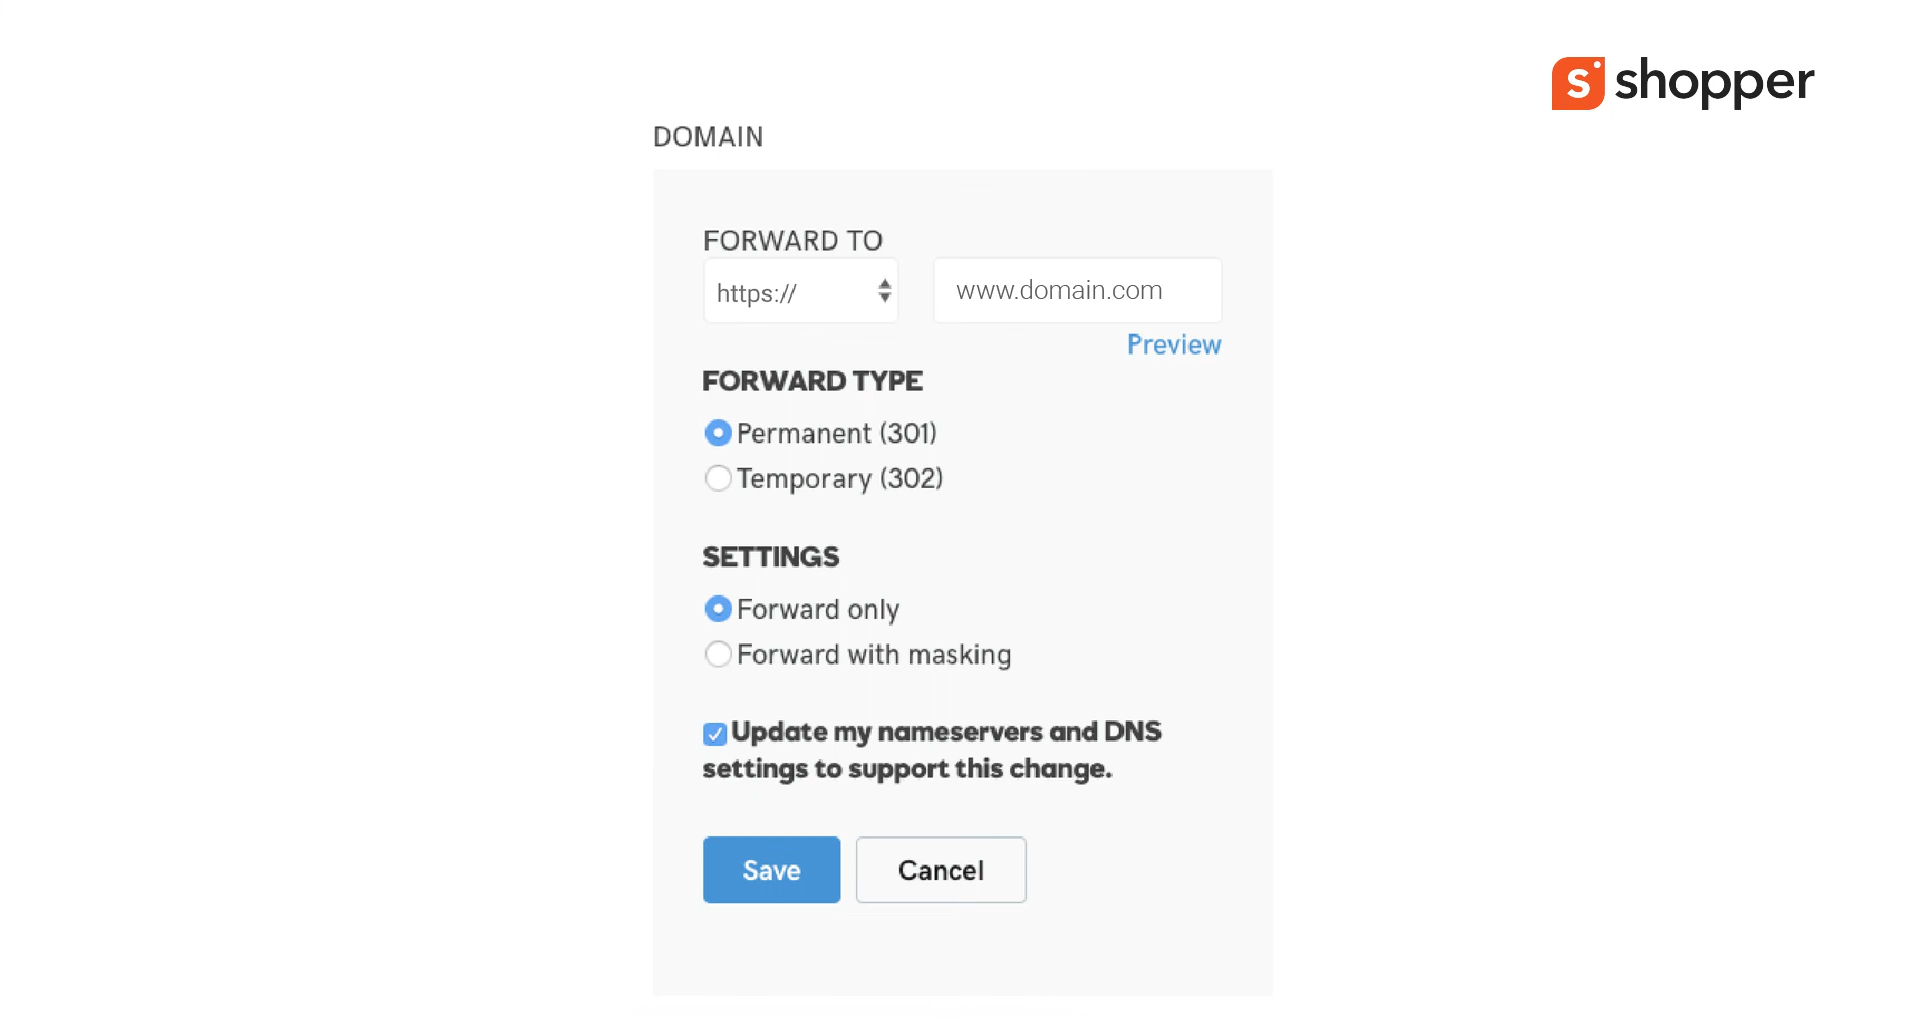 s shopper
DOMAIN
FORWARD TO
https:// www.domain.com
Preview
FORWARD TYPE
Permanent (301)
Temporary (302)
SETTINGS
Forward only
Forward with masking
Update my nameservers and DNS
settings to support this change.
Save Cancel